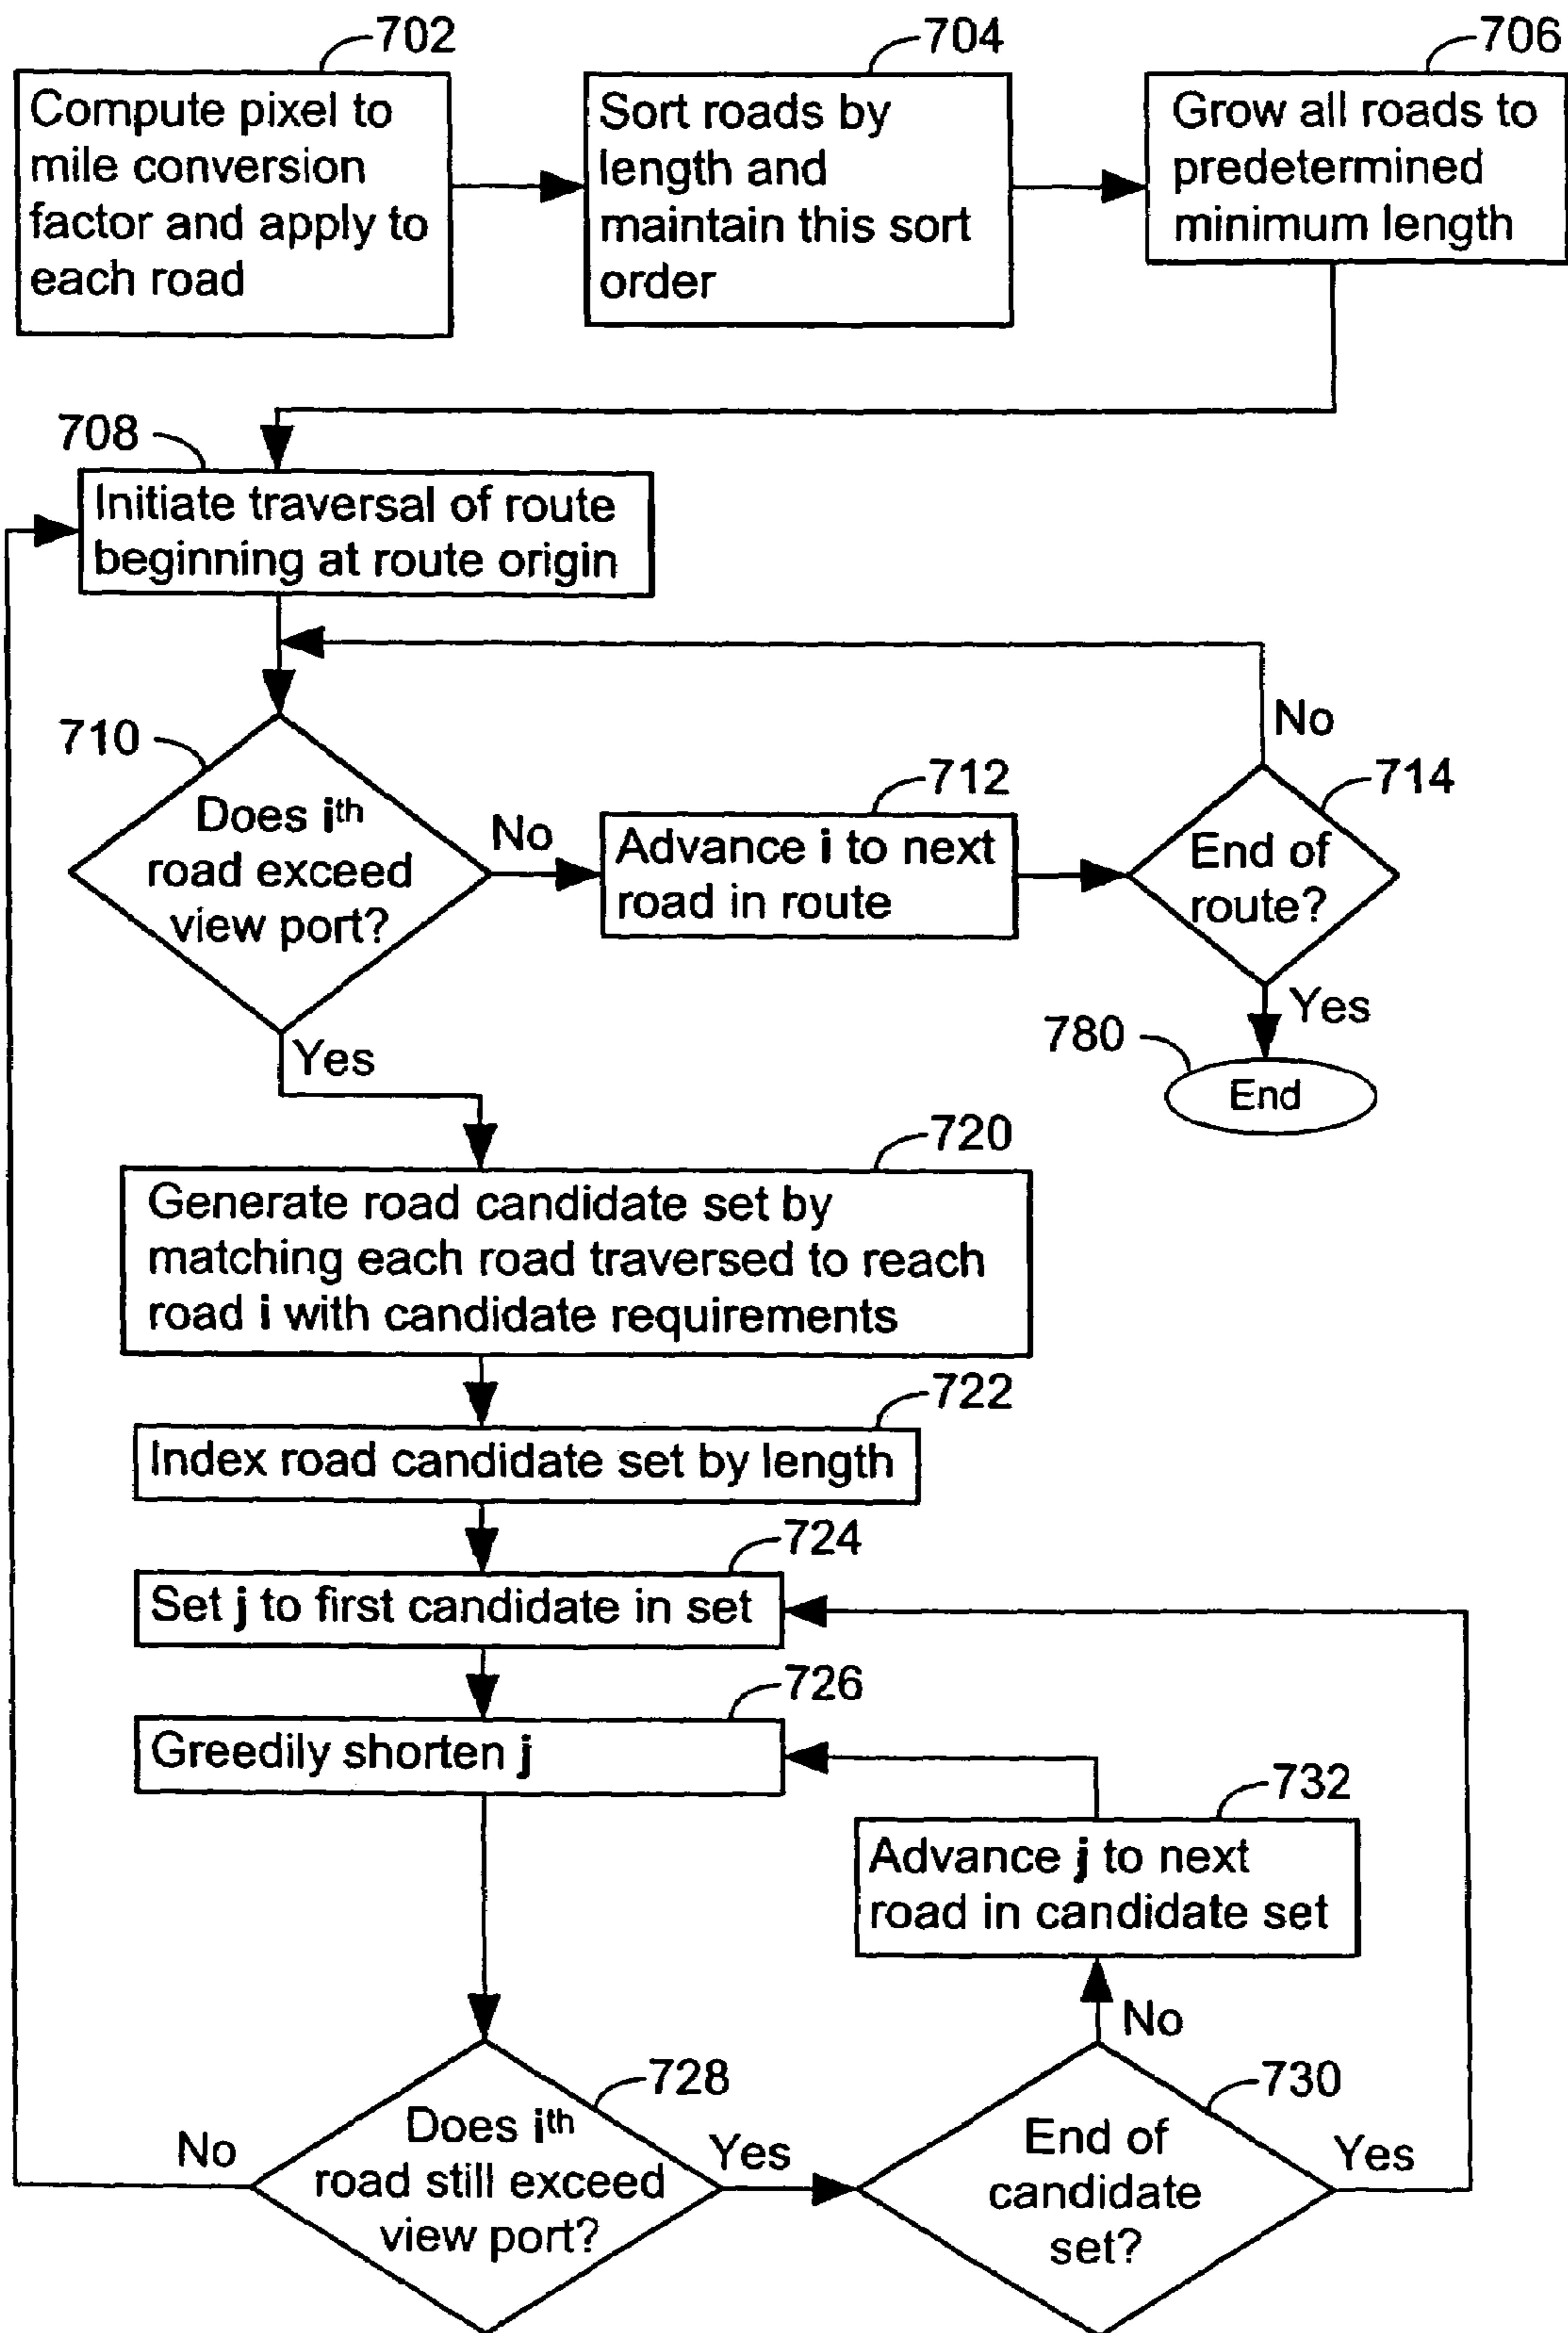 702
Compute pixel to
mile conversion
factor and apply to
each road
704
Sort roads by
length and
maintain this sort
order
706
Grow all roads to
predetermined
minimum length
708
Initiate traversal of route
beginning at route origin
710
Does ith
road exceed
view port?
No
712
Advance i to next
road in route
714
End of
route?
No
Yes
780
End
Yes
720
Generate road candidate set by
matching each road traversed to reach
road i with candidate requirements
722
Index road candidate set by length
724
Set j to first candidate in set
726
Greedily shorten j
732
Advance j to next
road in candidate set
No
728
Does ith
road still exceed
view port?
No
Yes
730
End of
candidate
set?
Yes